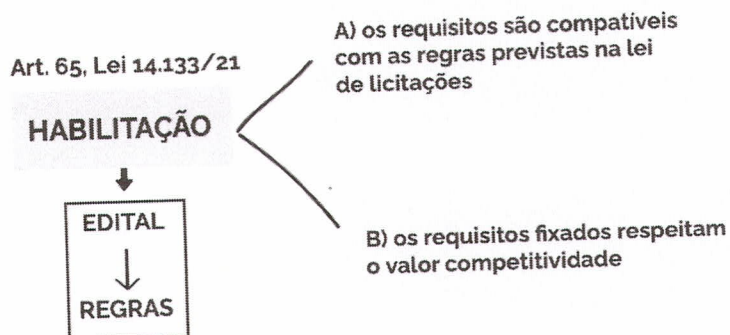 Art. 65, Lei 14.133/21
HABILITAÇÃO
EDITAL
REGRAS
A) os requisitos são compatíveis
com as regras previstas na lei
de licitações
B) os requisitos fixados respeitam
o valor competitividade